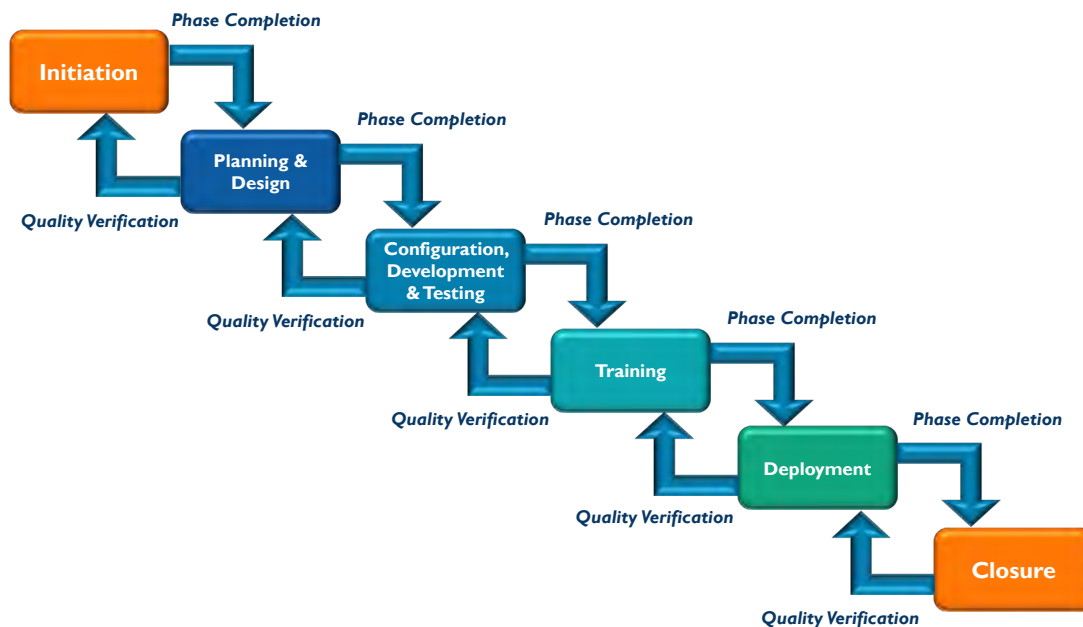 Phase Completion
Initiation
Phase Completion
Planning &
Design
Quality Verification
Phase Completion
Configuration,
Development
& Testing
Quality Verification
Phase Completion
Training
Quality Verification
Phase Completion
Deployment
Quality Verification
Closure
Quality Verification